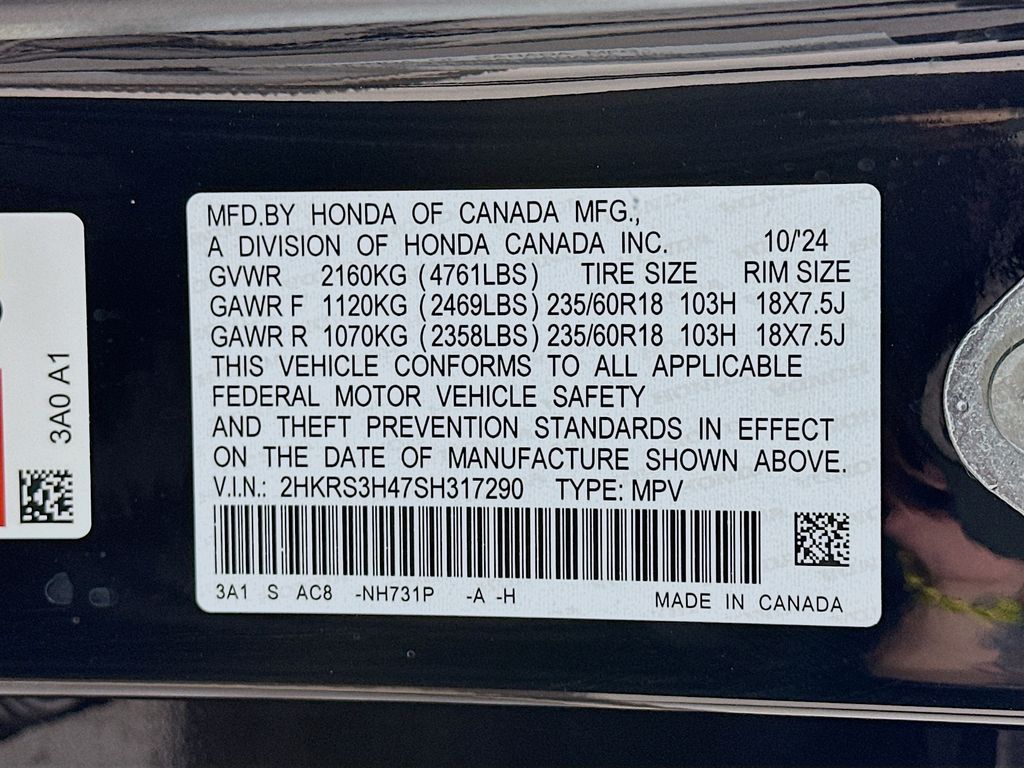 MFD.BY HONDA OF CANADA MFG.,
A DIVISION OF HONDA CANADA INC. 10/'24
GVWR 2160KG (4761LBS) TIRE SIZE RIM SIZE
GAWR F 1120KG (2469LBS) 235/60R18 103H 18X7.5J
GAWR R 1070KG (2358LBS) 235/60R18 103H 18X7.5J
THIS VEHICLE CONFORMS TO ALL APPLICABLE
FEDERAL MOTOR VEHICLE SAFETY
AND THEFT PREVENTION STANDARDS IN EFFECT
ON THE DATE OF MANUFACTURE SHOWN ABOVE.
V.I.N.: 2HKRS3H47SH317290 TYPE: MPV
3A1 S AC8 -NH731P -A -H
MADE IN CANADA
3A0 A1